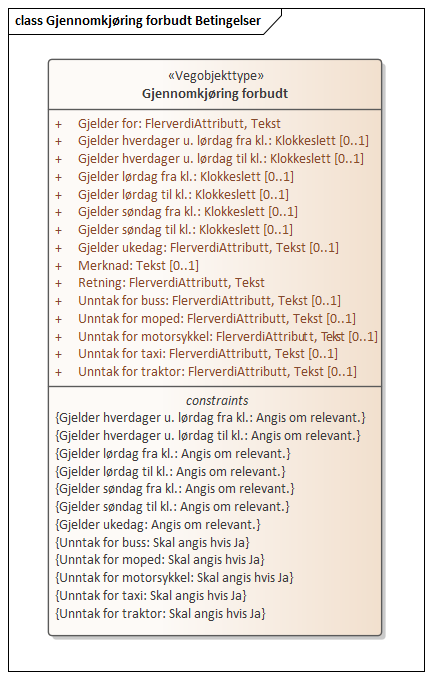 class Gjennomkjøring forbudt Betingelser
«Vegobjekttype»
Gjennomkjøring forbudt
+ Gjelder for: FlerverdiAttributt, Tekst
+ Gjelder hverdager u. lørdag fra kl.: Klokkeslett [0..1]
+ Gjelder hverdager u. lørdag til kl.: Klokkeslett [0..1]
+ Gjelder lørdag fra kl.: Klokkeslett [0..1]
+ Gjelder lørdag til kl.: Klokkeslett [0..1]
+ Gjelder søndag fra kl.: Klokkeslett [0..1]
+ Gjelder søndag til kl.: Klokkeslett [0..1]
+ Gjelder ukedag: FlerverdiAttributt, Tekst [0..1]
+ Merknad: Tekst [0..1]
+ Retning: FlerverdiAttributt, Tekst
+ Unntak for buss: FlerverdiAttributt, Tekst [0..1]
+ Unntak for moped: FlerverdiAttributt, Tekst [0..1]
+ Unntak for motorsykkel: FlerverdiAttributt, Tekst [0..1]
+ Unntak for taxi: FlerverdiAttributt, Tekst [0..1]
+ Unntak for traktor: FlerverdiAttributt, Tekst [0..1]
constraints
{Gjelder hverdager u. lørdag fra kl.: Angis om relevant.}
{Gjelder hverdager u. lørdag til kl.: Angis om relevant.}
{Gjelder lørdag fra kl.: Angis om relevant.}
{Gjelder lørdag til kl.: Angis om relevant.}
{Gjelder søndag fra kl.: Angis om relevant.}
{Gjelder søndag til kl.: Angis om relevant.}
{Gjelder ukedag: Angis om relevant.}
{Unntak for buss: Skal angis hvis Ja}
{Unntak for moped: Skal angis hvis Ja}
{Unntak for motorsykkel: Skal angis hvis Ja}
{Unntak for taxi: Skal angis hvis Ja}
{Unntak for traktor: Skal angis hvis Ja}